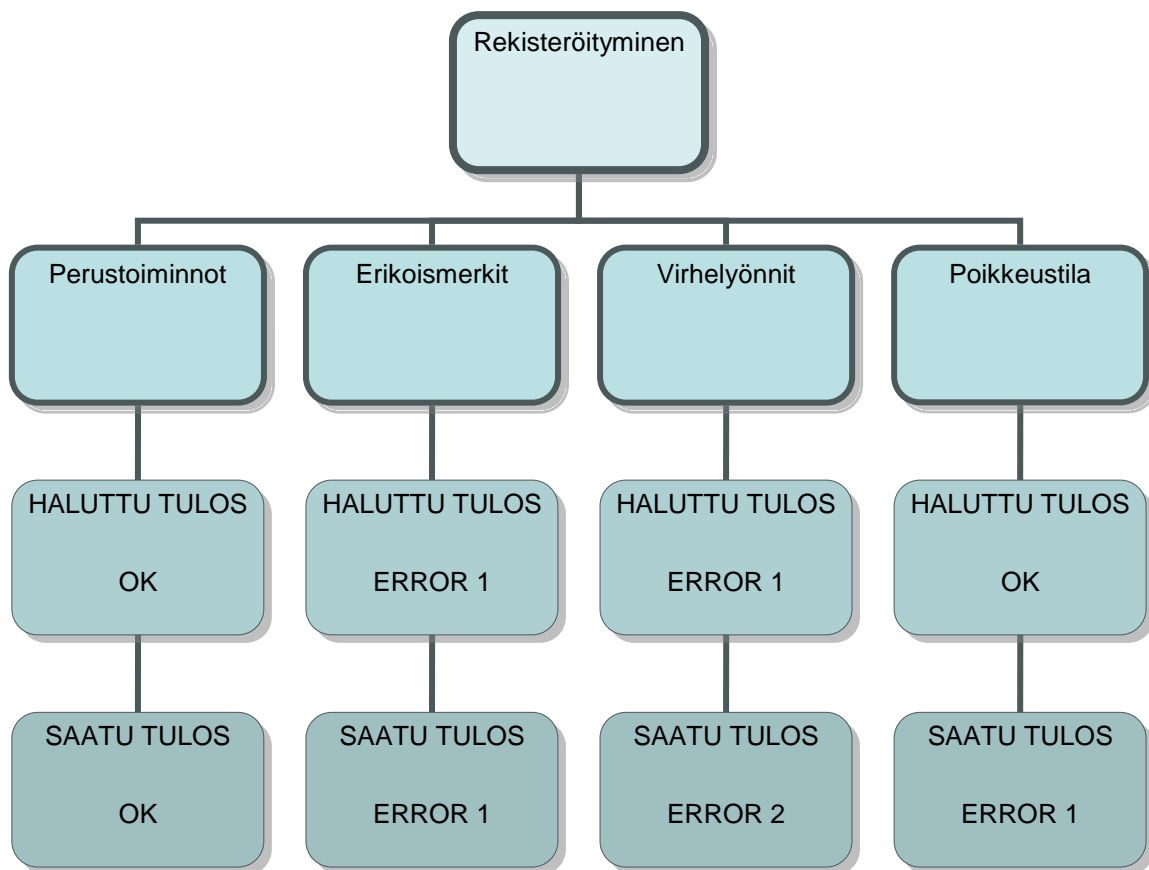 Rekisteröityminen
Perustoiminnot
Erikoismerkit
Virhelyönnit
Poikkeustila
HALUTTU TULOS
OK
HALUTTU TULOS
ERROR 1
HALUTTU TULOS
ERROR 1
HALUTTU TULOS
OK
SAATU TULOS
OK
SAATU TULOS
ERROR 1
SAATU TULOS
ERROR 2
SAATU TULOS
ERROR 1